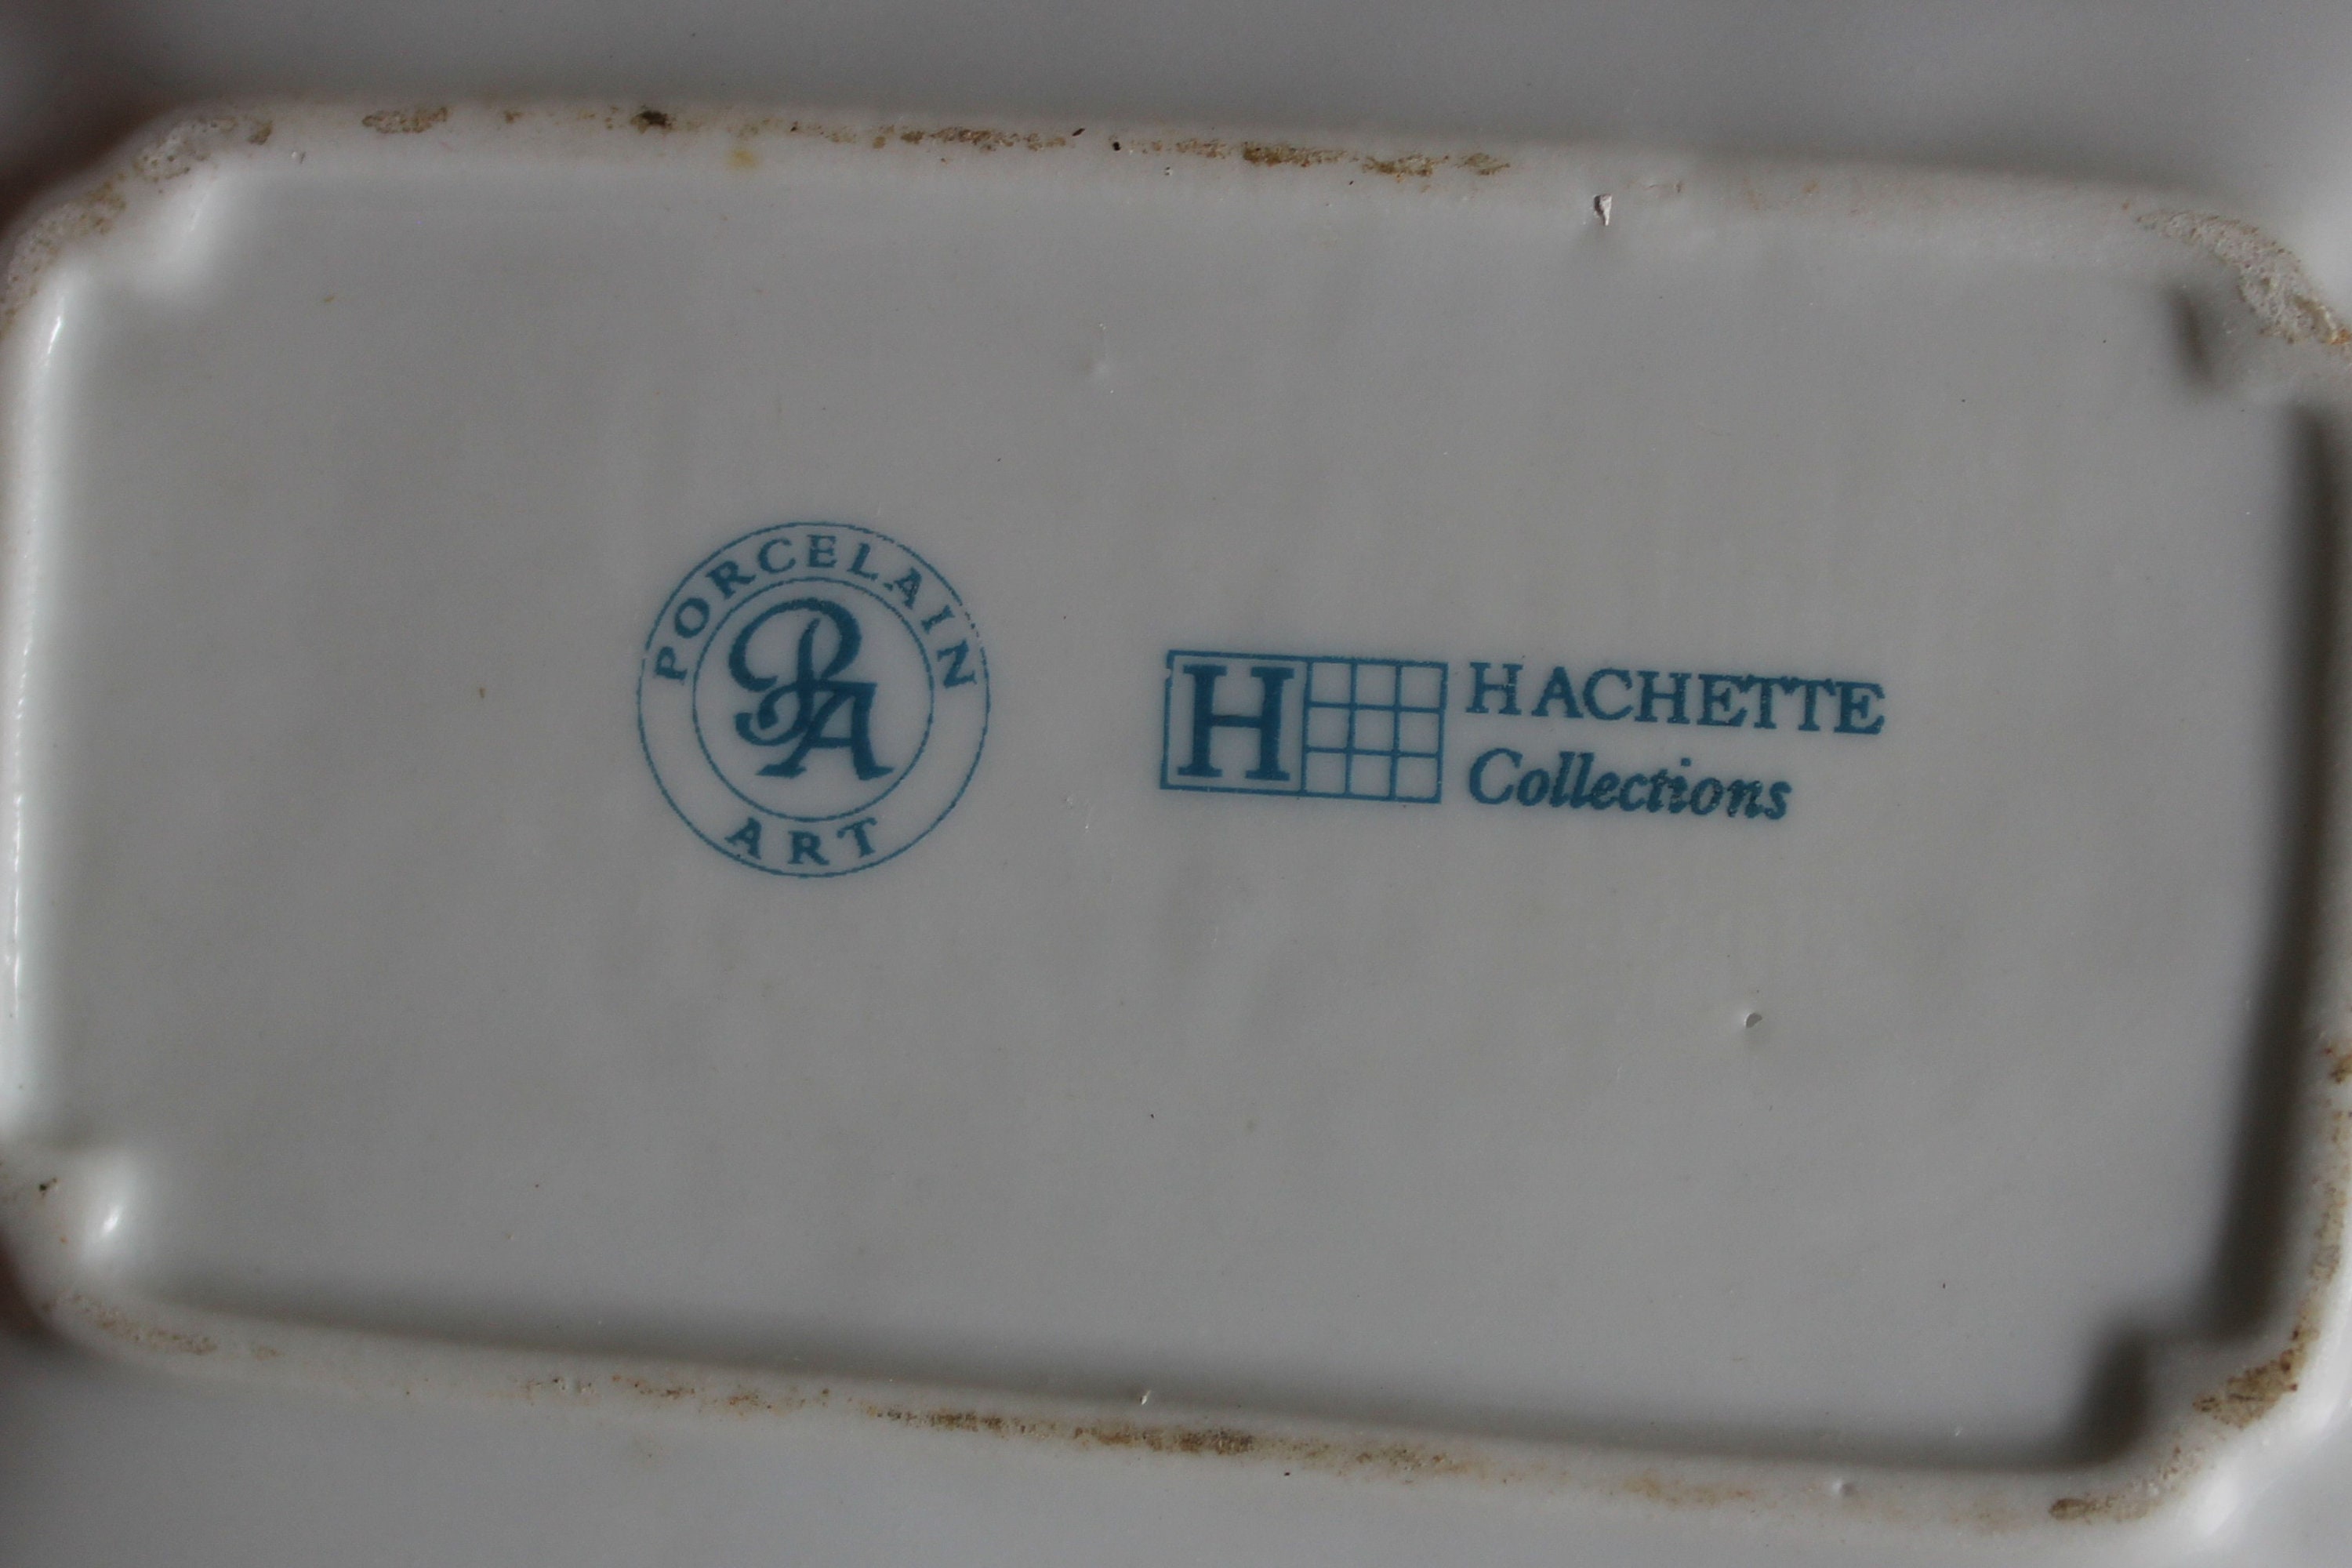 PORCELAIN
PA
ART
H HACHETTE
Collections